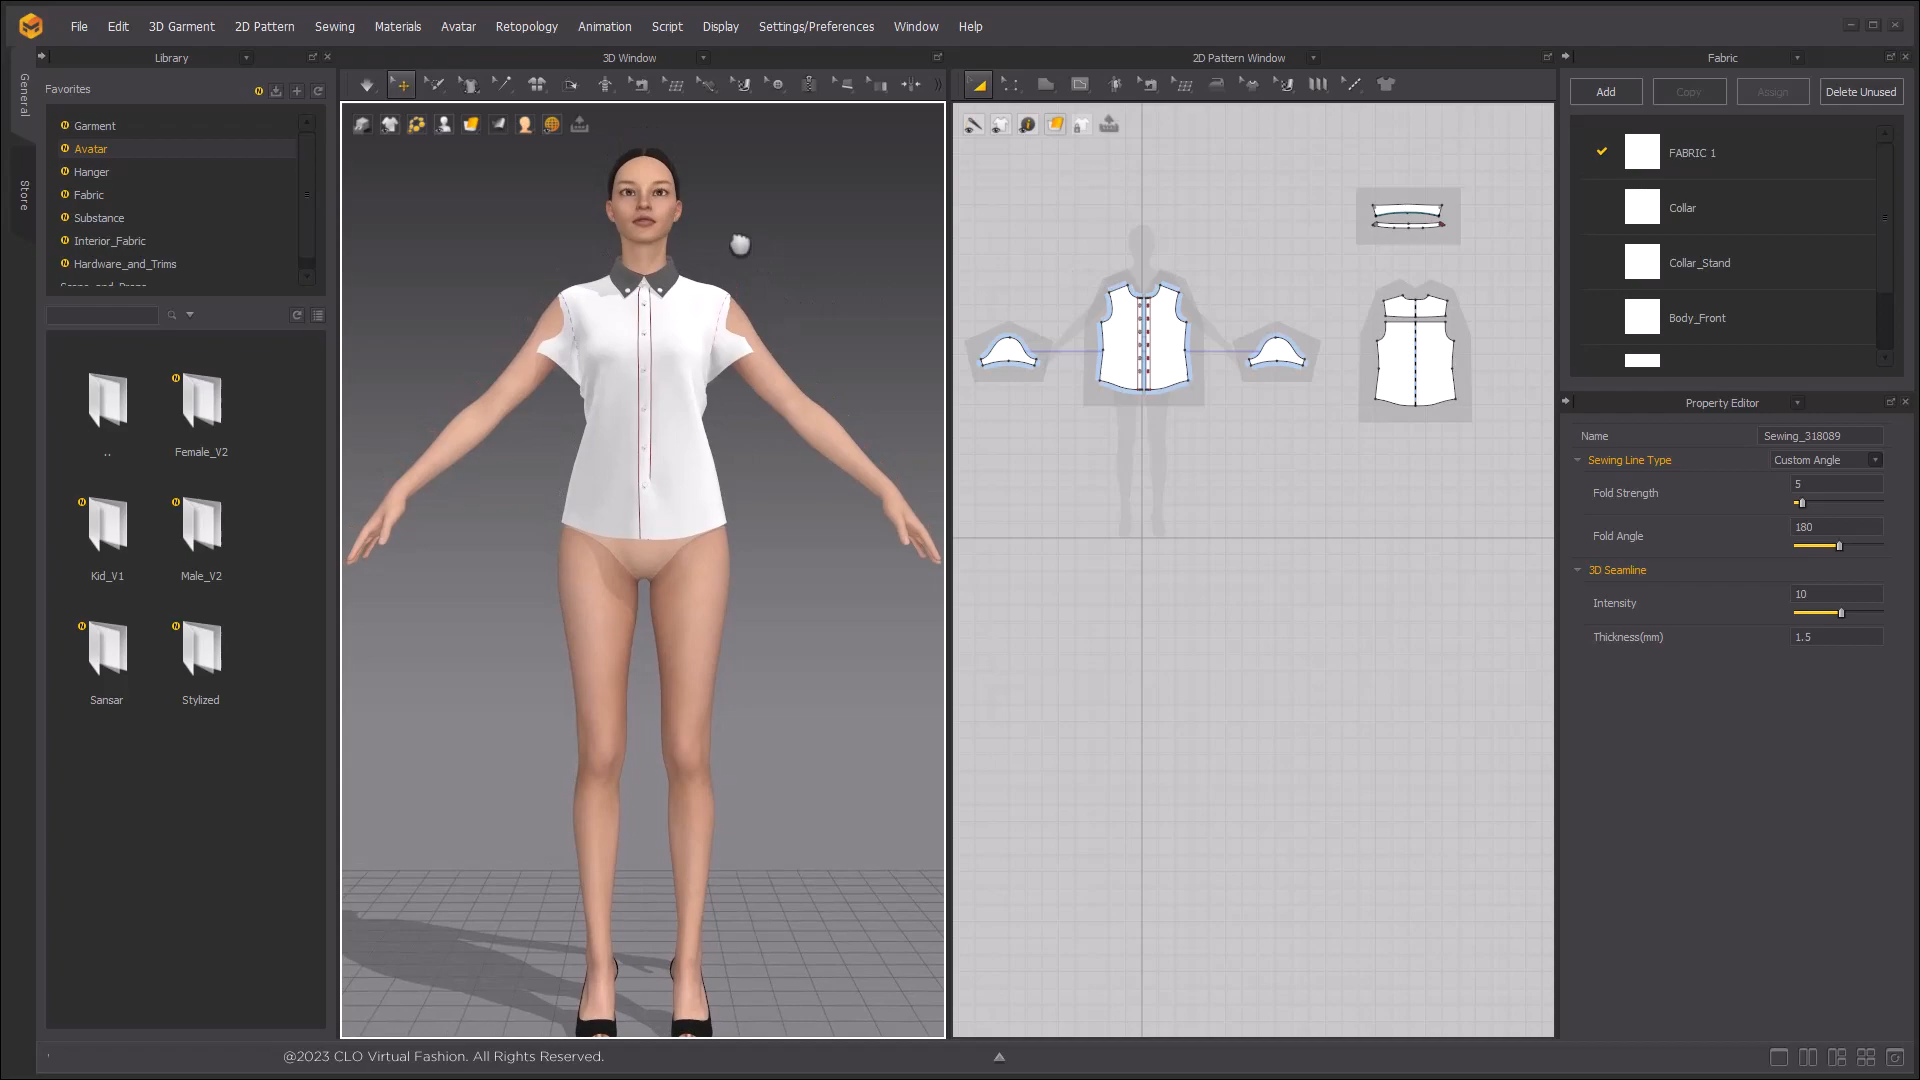 File Edit 3D Garment 2D Pattern Sewing Materials Avatar Retopology Animation Script Display Settings/Preferences Window Help
Library
3D Window
2D Pattern Window
Fabric
General
Store
Favorites
Garment
Avatar
Hanger
Fabric
Substance
Interior_Fabric
Hardware_and_Trims
..
Female_V2
Kid_V1
Male_V2
Sansar
Stylized
Add
Copy
Assign
Delete Unused
FABRIC 1
Collar
Collar_Stand
Body_Front
Property Editor
Name Sewing_318089
Sewing Line Type Custom Angle
Fold Strength 5
Fold Angle 180
3D Seamline
Intensity 10
Thickness(mm) 1.5
@2023 CLO Virtual Fashion. All Rights Reserved.